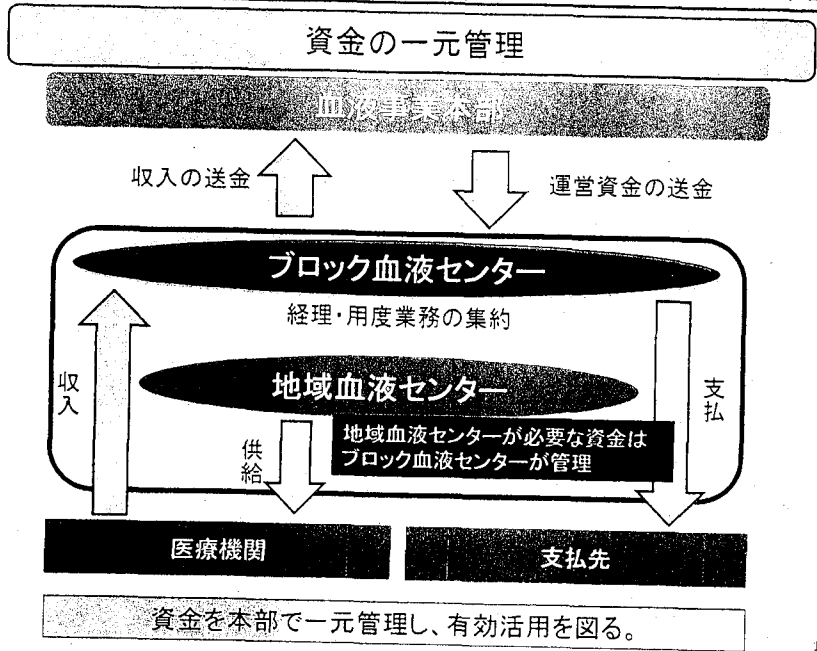 資金の一元管理
血液事業本部
収入の送金
運営資金の送金
ブロック血液センター
経理・用度業務の集約
収入
支払
地域血液センター
供給
地域血液センターが必要な資金は
ブロック血液センターが管理
医療機関
支払先
資金を本部で一元管理し、有効活用を図る。